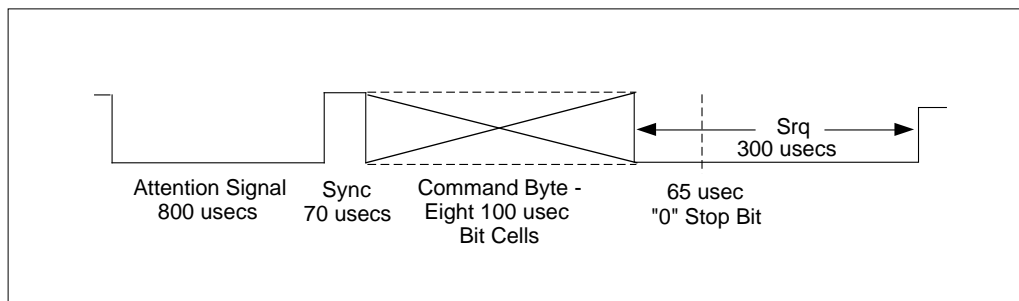 Srq
300 usecs
Attention Signal
800 usecs
Sync
70 usecs
Command Byte -
Eight 100 usec
Bit Cells
65 usec
"0" Stop Bit